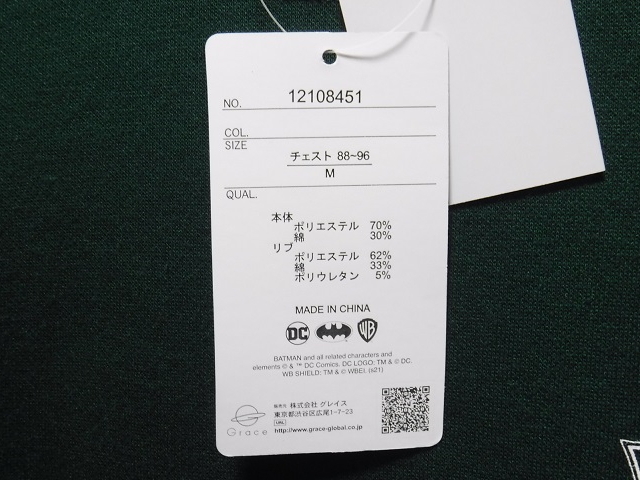 NO. 12108451
COL.
SIZE
チェスト 88~96
M
QUAL.
本体
ポリエステル 70%
綿 30%
リブ
ポリエステル 62%
綿 33%
ポリウレタン 5%
MADE IN CHINA
DC WB
BATMAN and all related characters and
elements © & ™ DC Comics. DC LOGO: TM & © DC.
WB SHIELD: TM & © WBEI. (s21)
販売元 株式会社 グレイス
東京都渋谷区広尾1-7-23
URL http://www.grace-global.co.jp
Grace